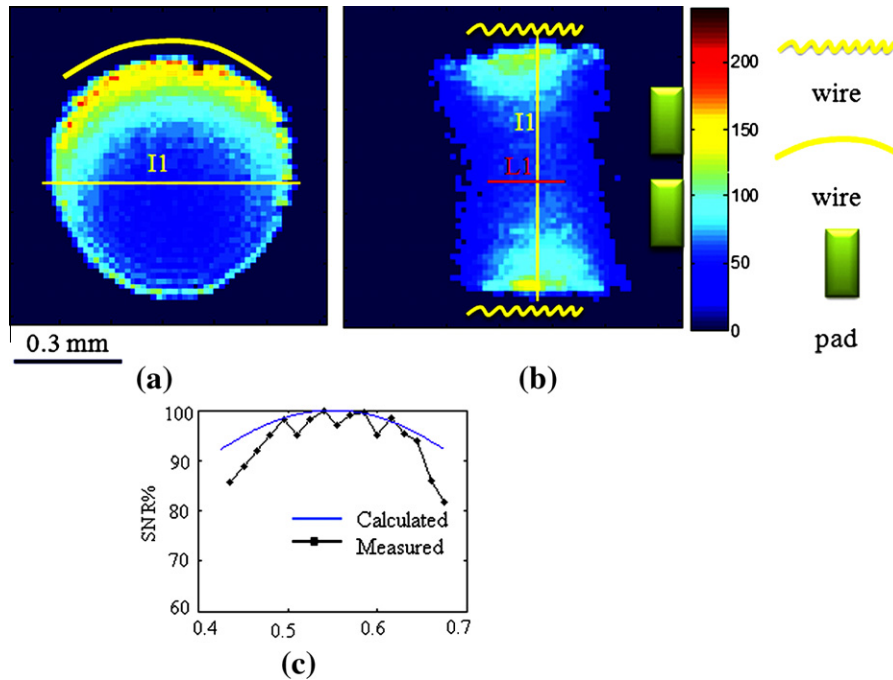 I1
0.3 mm
(a)
I1
L1
(b)
200
150
100
50
0
wire
wire
pad
SNR%
100
90
80
70
60
0.4 0.5 0.6 0.7
Calculated
Measured
(c)